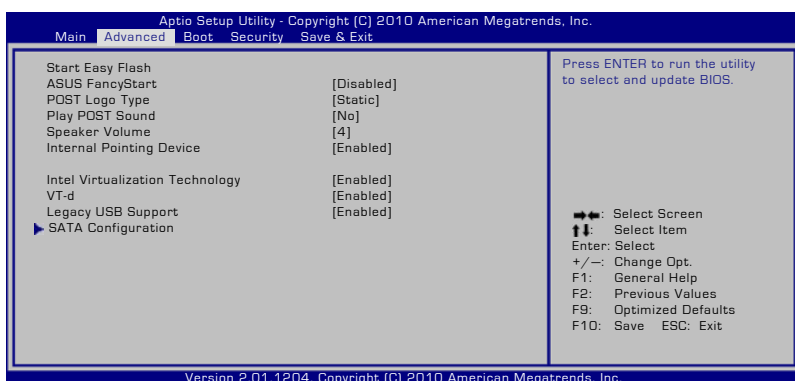 Aptio Setup Utility - Copyright (C) 2010 American Megatrends, Inc.
Main Advanced Boot Security Save & Exit
Start Easy Flash
ASUS FancyStart [Disabled]
POST Logo Type [Static]
Play POST Sound [No]
Speaker Volume [4]
Internal Pointing Device [Enabled]
Intel Virtualization Technology [Enabled]
VT-d [Enabled]
Legacy USB Support [Enabled]
SATA Configuration
Press ENTER to run the utility
to select and update BIOS.
→←: Select Screen
↑↓: Select Item
Enter: Select
+/—: Change Opt.
F1: General Help
F2: Previous Values
F9: Optimized Defaults
F10: Save ESC: Exit
Version 2.01.1204. Copyright (C) 2010 American Megatrends, Inc.